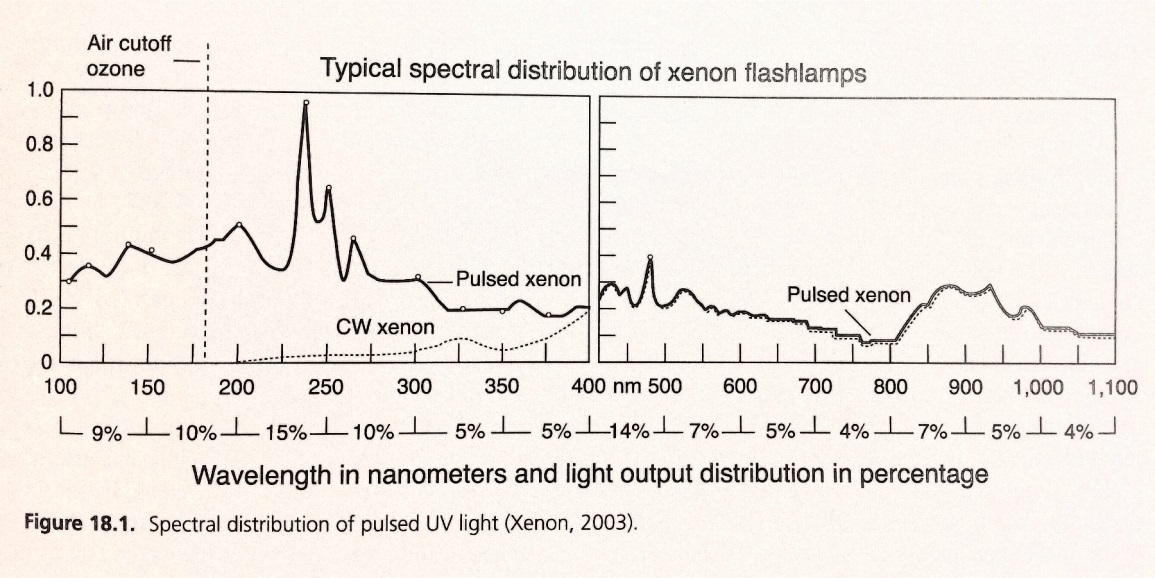 Air cutoff
ozone
Typical spectral distribution of xenon flashlamps
1.0
0.8
0.6
0.4
0.2
0
Pulsed xenon
CW xenon
Pulsed xenon
100 150 200 250 300 350 400 nm 500 600 700 800 900 1,000 1,100
9% 10% 15% 10% 5% 5% 14% 7% 5% 4% 7% 5% 4%
Wavelength in nanometers and light output distribution in percentage
Figure 18.1. Spectral distribution of pulsed UV light (Xenon, 2003).